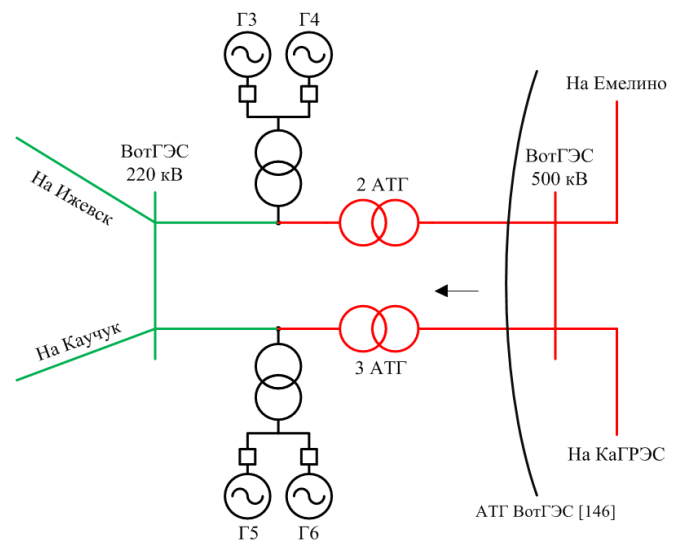 Г3
Г4
На Емелино
ВотГЭС
220 кВ
ВотГЭС
500 кВ
На Ижевск
2 АТГ
На Каучук
3 АТГ
На КаГРЭС
АТГ ВотГЭС [146]
Г5
Г6